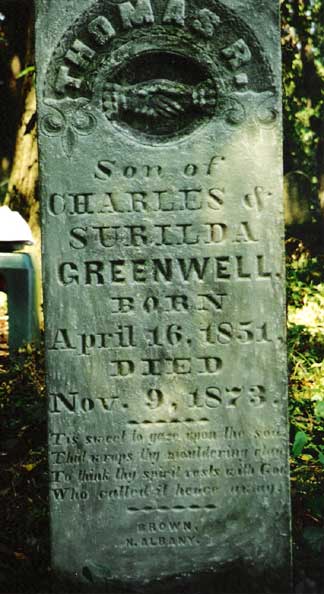 THOMAS R.
Son of
CHARLES &
SURILDA
GREENWELL.
BORN
April 16, 1851,
DIED
Nov. 9, 1873.
Tis sweet to gaze upon the sod
That wraps thy mouldering clay
To think thy spirit rests with God
Who called it hence away.
BROWN,
N. ALBANY.